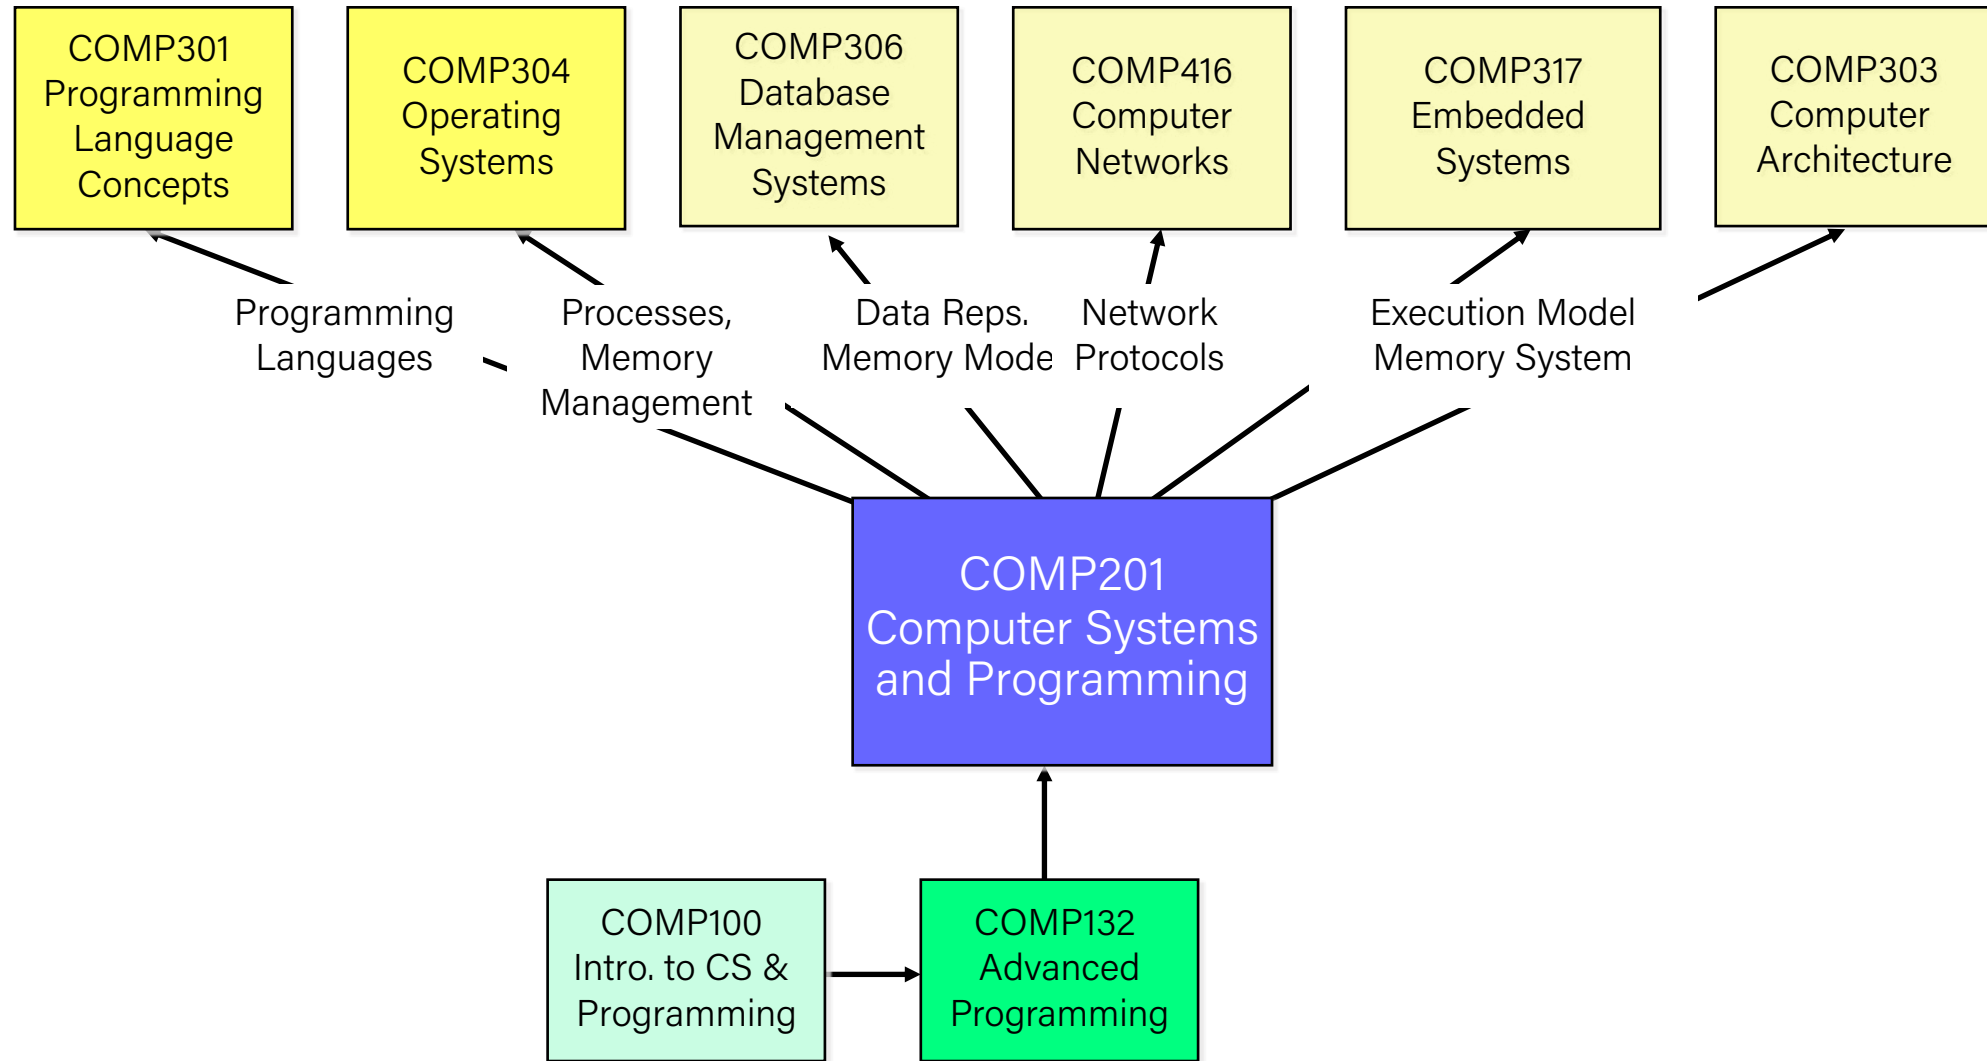 COMP301
Programming
Language
Concepts
COMP304
Operating
Systems
COMP306
Database
Management
Systems
COMP416
Computer
Networks
COMP317
Embedded
Systems
COMP303
Computer
Architecture
Programming
Languages
Processes,
Memory
Management
Data Reps.
Memory Mode
Network
Protocols
Execution Model
Memory System
COMP201
Computer Systems
and Programming
COMP100
Intro. to CS &
Programming
COMP132
Advanced
Programming